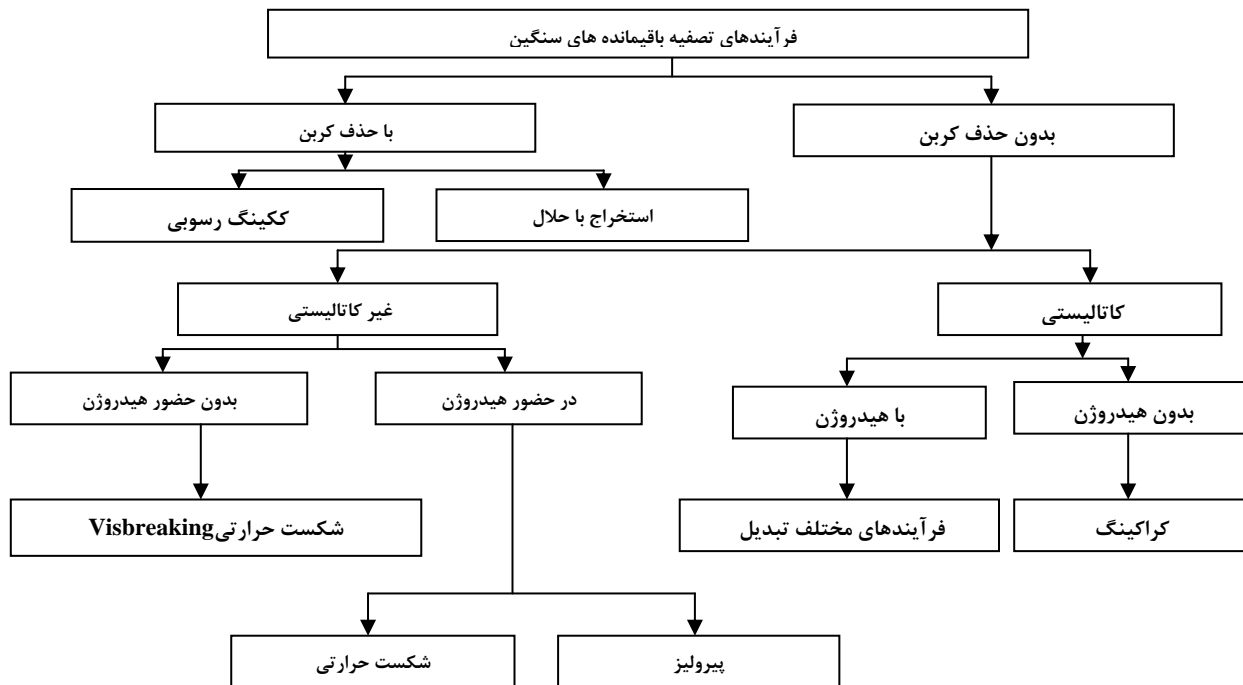 فرآیندهای تصفیه باقیمانده های سنگین
بدون حذف کربن
با حذف کربن
استخراج با حلال
ککینگ رسوبی
کاتالیستی
غیر کاتالیستی
بدون هیدروژن
با هیدروژن
در حضور هیدروژن
بدون حضور هیدروژن
کراکینگ
فرآیندهای مختلف تبدیل
شکست حرارتیVisbreaking
پیرولیز
شکست حرارتی